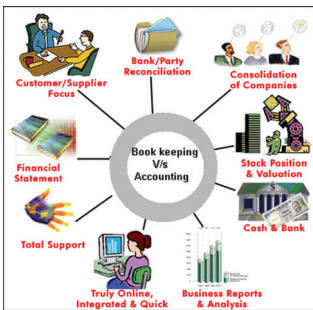 Bank/Party
Reconciliation
Customer/Supplier
Focus
Consolidation
of Companies
Book keeping
V/s
Accounting
Financial
Statement
Stock Position
& Valuation
Total Support
Cash & Bank
Truly Online,
Integrated & Quick
Business Reports
& Analysis